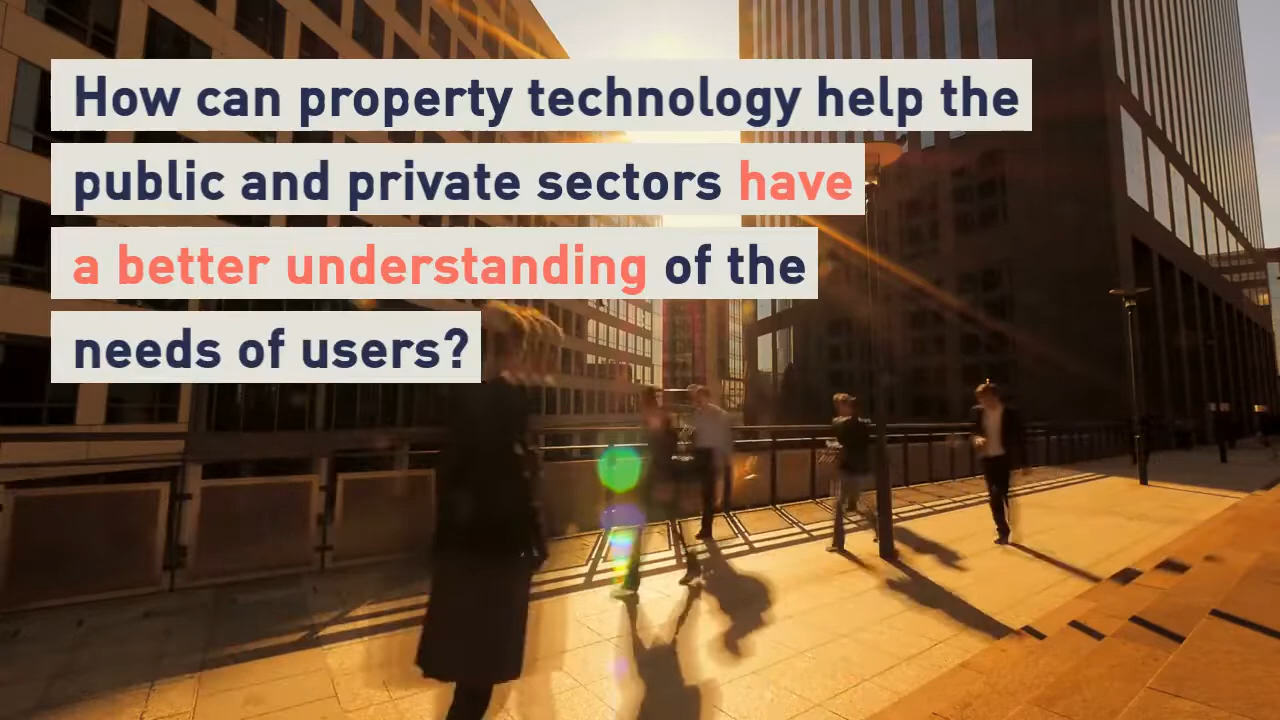 How can property technology help the
public and private sectors have
a better understanding of the
needs of users?